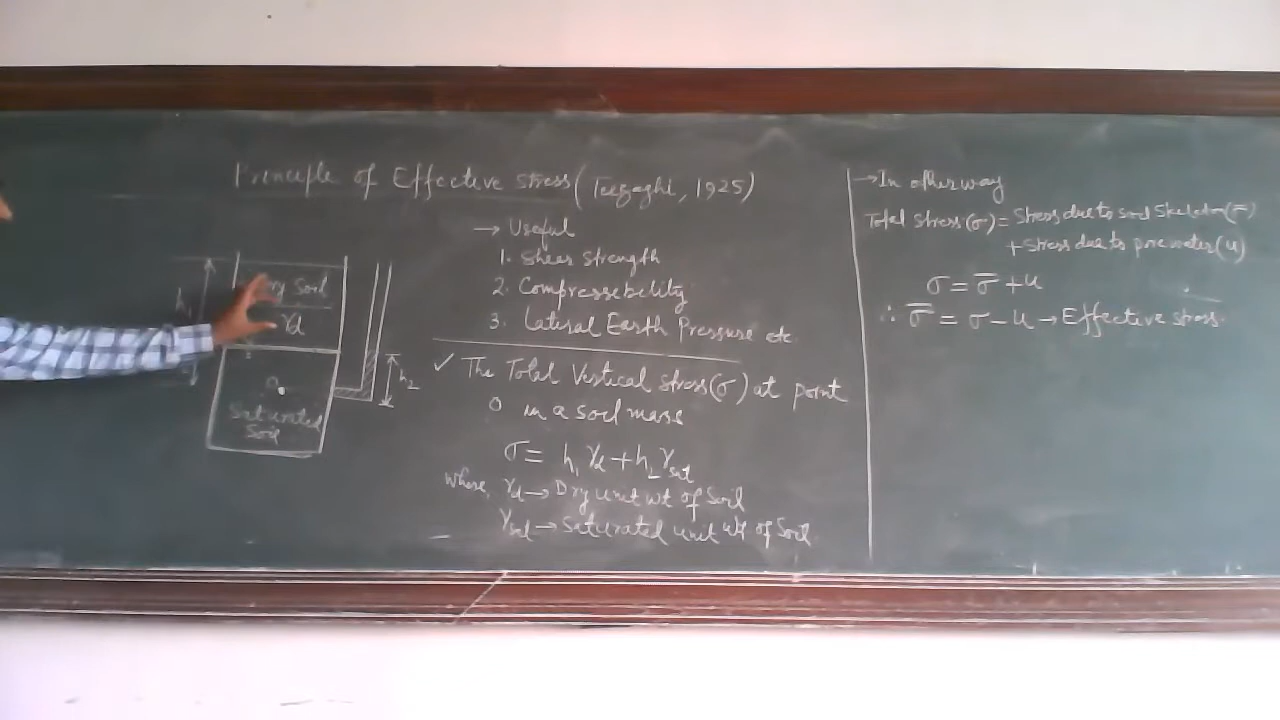 Principle of Effective Stress (Terzaghi, 1925)
→ Useful
1. Shear Strength
2. Compressebility
3. Lateral Earth Pressure etc
✓ The Total Vertical stress (σ) at point
O in a soil mass
σ = h₁ γd + h₂ γsat
where, γd → Dry unit wt of Soil
γsat → Saturated unit wt of Soil
h
Soil
γd
h₂
O
Saturated
Soil
→ In other way
Total stress (σ) = Stress due to Soil Skeleton (σ̅)
+ Stress due to pore water (u)
σ = σ̅ + u
∴ σ̅ = σ – u → Effective stress